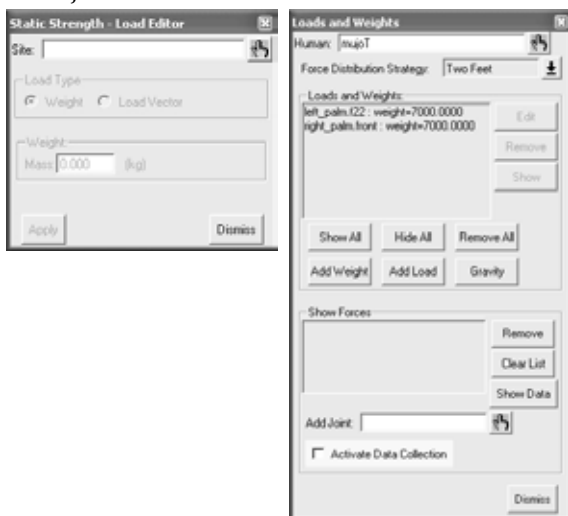 Static Strength - Load Editor
Site:
Load Type
Weight Load Vector
Weight:
Mass: 0.000 (kg)
Apply Dismiss
Loads and Weights
Human: mujoT
Force Distribution Strategy: Two Feet
Loads and Weights:
left_palm.f22 : weight=7000.0000
right_palm.front : weight=7000.0000
Edit
Remove
Show
Show All Hide All Remove All
Add Weight Add Load Gravity
Show Forces
Remove
Clear List
Show Data
Add Joint:
Activate Data Collection
Dismiss